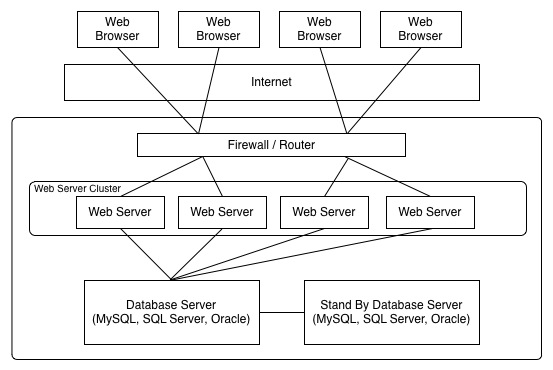 Web
Browser
Web
Browser
Web
Browser
Web
Browser
Internet
Firewall / Router
Web Server Cluster
Web Server
Web Server
Web Server
Web Server
Database Server
(MySQL, SQL Server, Oracle)
Stand By Database Server
(MySQL, SQL Server, Oracle)